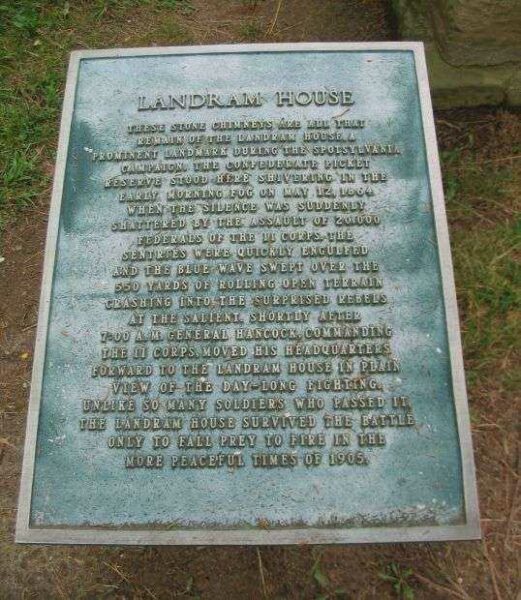 LANDRAM HOUSE
THESE STONE CHIMNEYS ARE ALL THAT
REMAIN OF THE LANDRAM HOUSE, A
PROMINENT LANDMARK DURING THE SPOTSYLVANIA
CAMPAIGN. THE CONFEDERATE PICKET
RESERVE STOOD HERE SHIVERING IN THE
EARLY MORNING FOG ON MAY 12, 1864
WHEN THE SILENCE WAS SUDDENLY
SHATTERED BY THE ASSAULT OF 20,000
FEDERALS OF THE II CORPS. THE
SENTRIES WERE QUICKLY ENGULFED
AND THE BLUE WAVE SWEPT OVER THE
550 YARDS OF ROLLING OPEN TERRAIN
CRASHING INTO THE SURPRISED REBELS
AT THE SALIENT. SHORTLY AFTER
7:00 A.M. GENERAL HANCOCK, COMMANDING
THE II CORPS, MOVED HIS HEADQUARTERS
FORWARD TO THE LANDRAM HOUSE IN PLAIN
VIEW OF THE DAY-LONG FIGHTING.
UNLIKE SO MANY SOLDIERS WHO PASSED IT,
THE LANDRAM HOUSE SURVIVED THE BATTLE
ONLY TO FALL PREY TO FIRE IN THE
MORE PEACEFUL TIMES OF 1905.